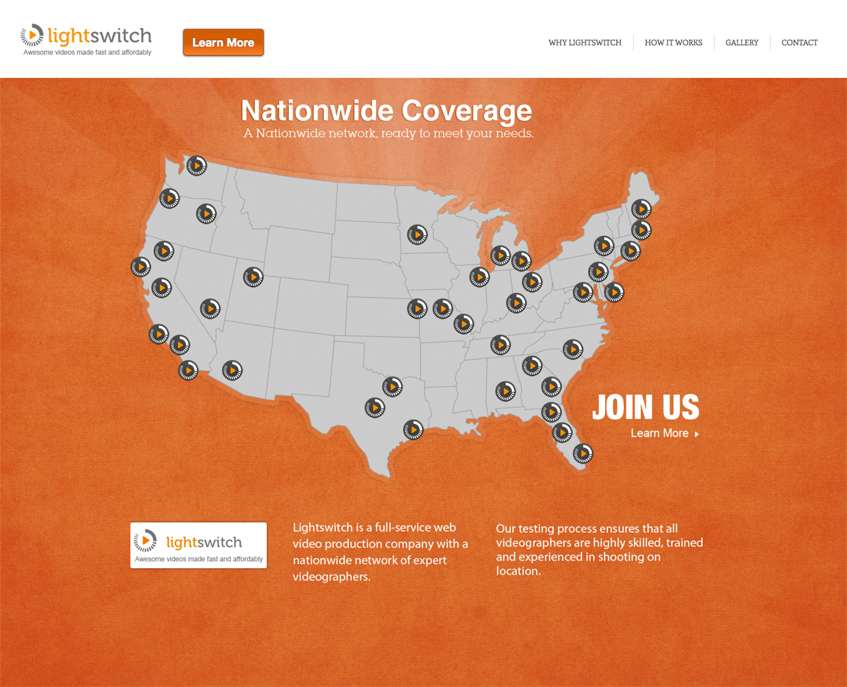 lightswitch
Awesome videos made fast and affordably
Learn More
WHY LIGHTSWITCH
HOW IT WORKS
GALLERY
CONTACT
Nationwide Coverage
A Nationwide network, ready to meet your needs.
JOIN US
Learn More
lightswitch
Awesome videos made fast and affordably
Lightswitch is a full-service web
video production company with a
nationwide network of expert
videographers.
Our testing process ensures that all
videographers are highly skilled, trained
and experienced in shooting on
location.